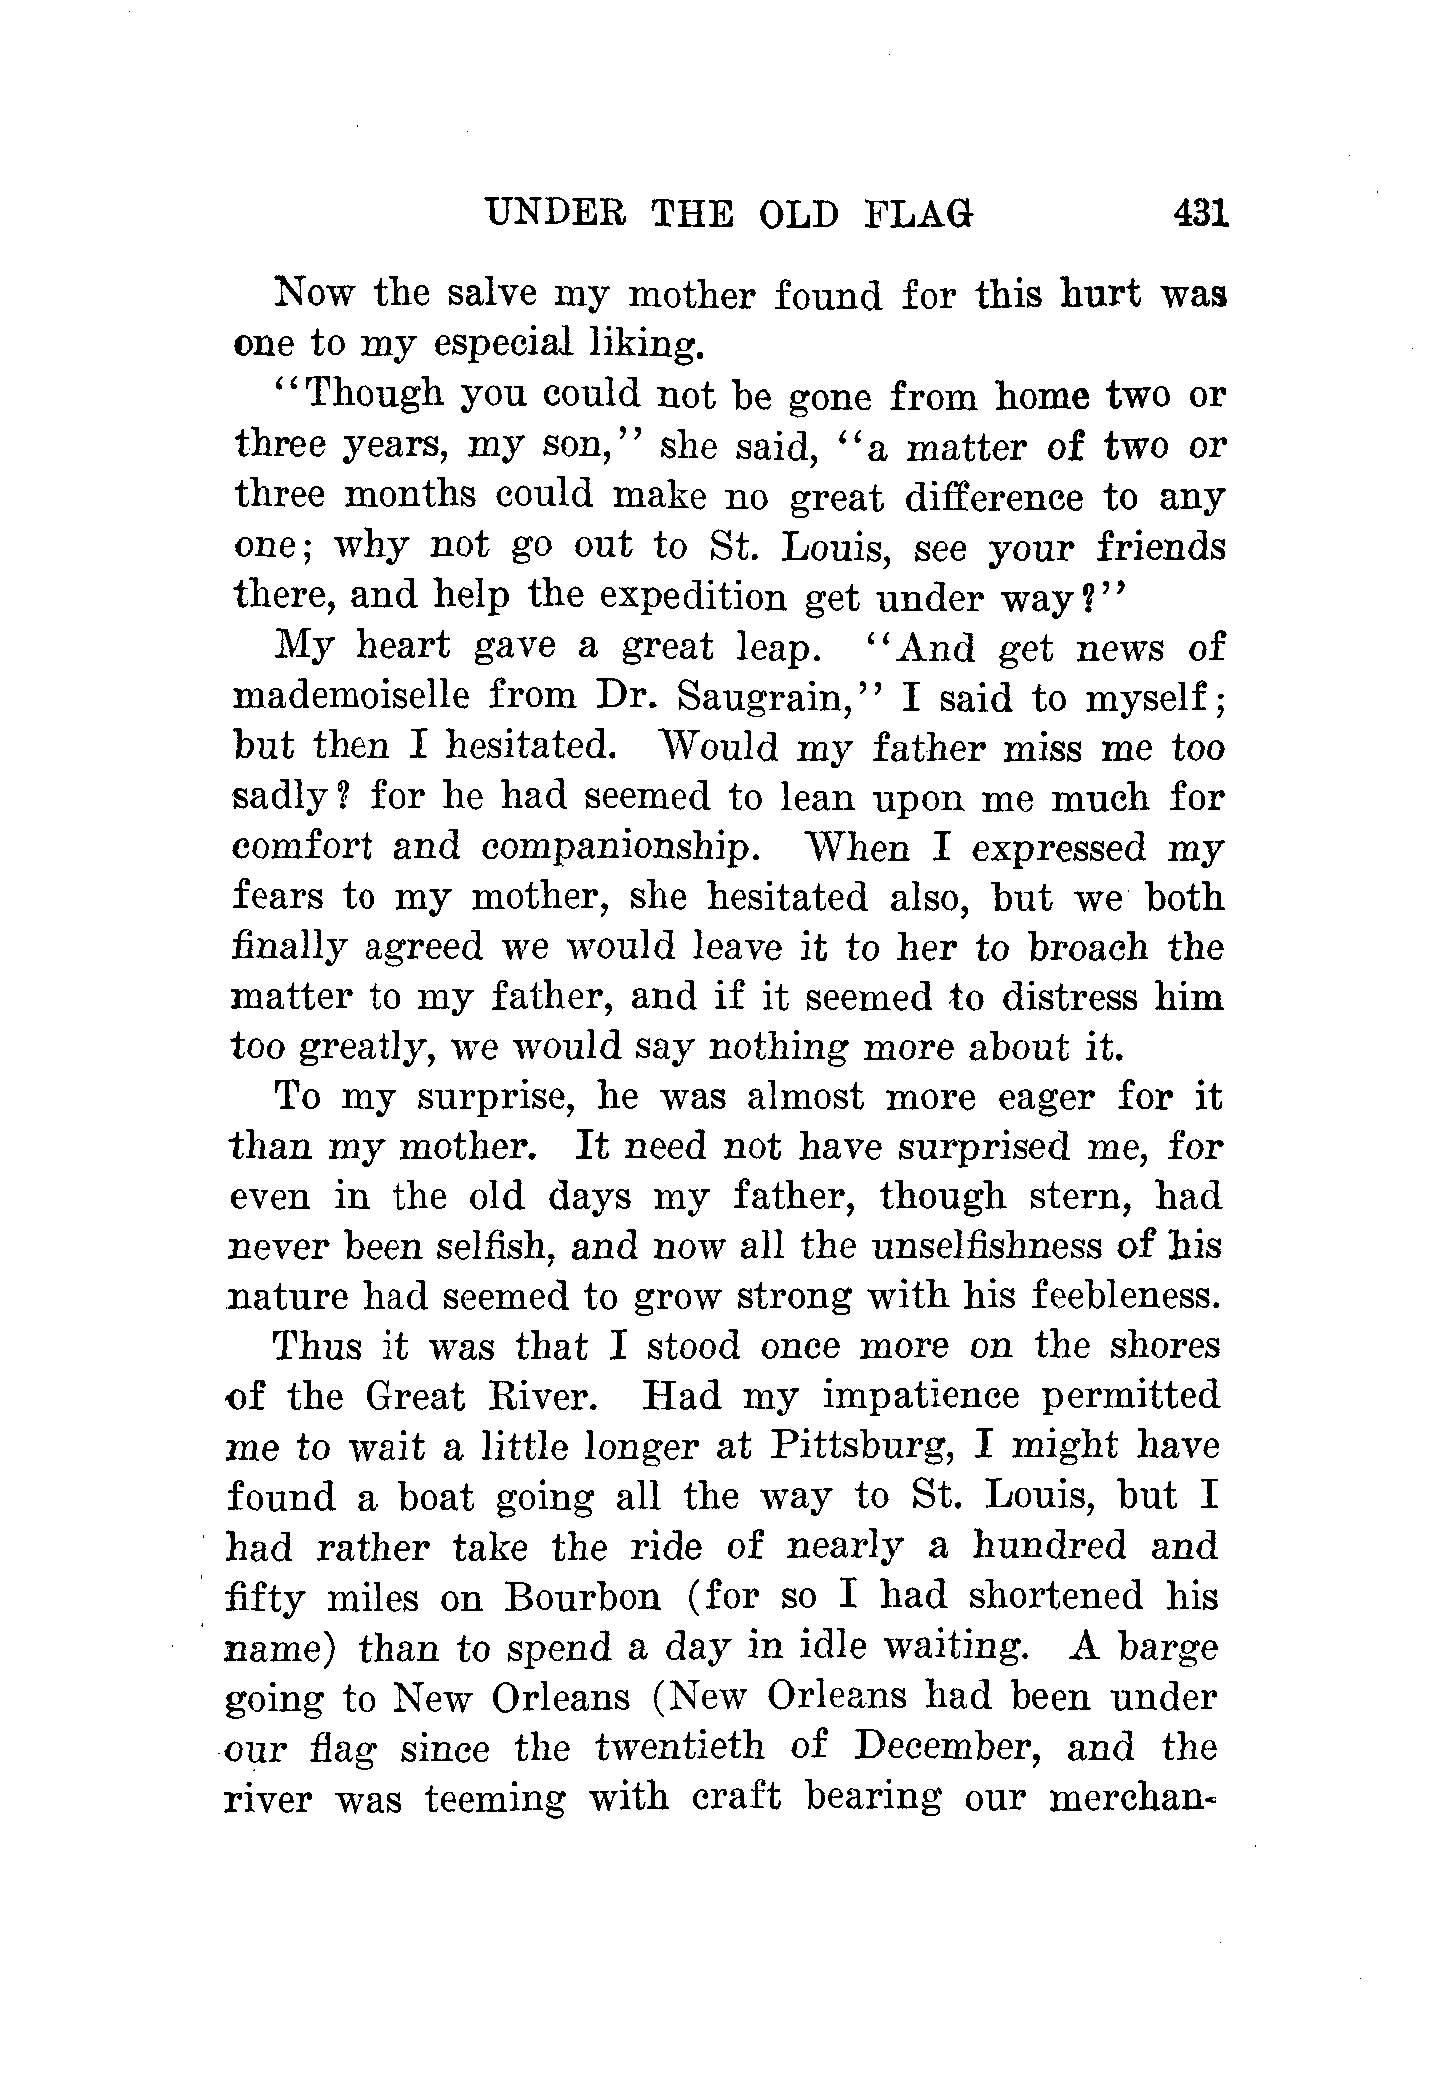 UNDER THE OLD FLAG 431
Now the salve my mother found for this hurt was
one to my especial liking.
"Though you could not be gone from home two or
three years, my son," she said, "a matter of two or
three months could make no great difference to any
one; why not go out to St. Louis, see your friends
there, and help the expedition get under way?"
My heart gave a great leap. "And get news of
mademoiselle from Dr. Saugrain," I said to myself;
but then I hesitated. Would my father miss me too
sadly? for he had seemed to lean upon me much for
comfort and companionship. When I expressed my
fears to my mother, she hesitated also, but we both
finally agreed we would leave it to her to broach the
matter to my father, and if it seemed to distress him
too greatly, we would say nothing more about it.
To my surprise, he was almost more eager for it
than my mother. It need not have surprised me, for
even in the old days my father, though stern, had
never been selfish, and now all the unselfishness of his
nature had seemed to grow strong with his feebleness.
Thus it was that I stood once more on the shores
of the Great River. Had my impatience permitted
me to wait a little longer at Pittsburg, I might have
found a boat going all the way to St. Louis, but I
had rather take the ride of nearly a hundred and
fifty miles on Bourbon (for so I had shortened his
name) than to spend a day in idle waiting. A barge
going to New Orleans (New Orleans had been under
our flag since the twentieth of December, and the
river was teeming with craft bearing our merchan-